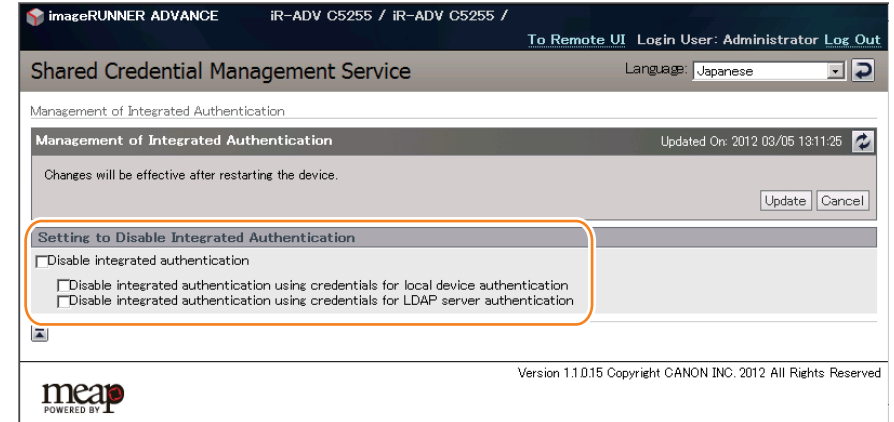 imageRUNNER ADVANCE iR-ADV C5255 / iR-ADV C5255 /
To Remote UI Login User: Administrator Log Out
Shared Credential Management Service Language: Japanese
Management of Integrated Authentication
Management of Integrated Authentication Updated On: 2012 03/05 13:11:25
Changes will be effective after restarting the device.
Update Cancel
Setting to Disable Integrated Authentication
Disable integrated authentication
Disable integrated authentication using credentials for local device authentication
Disable integrated authentication using credentials for LDAP server authentication
Version 1.1.0.15 Copyright CANON INC. 2012 All Rights Reserved
meap
POWERED BY